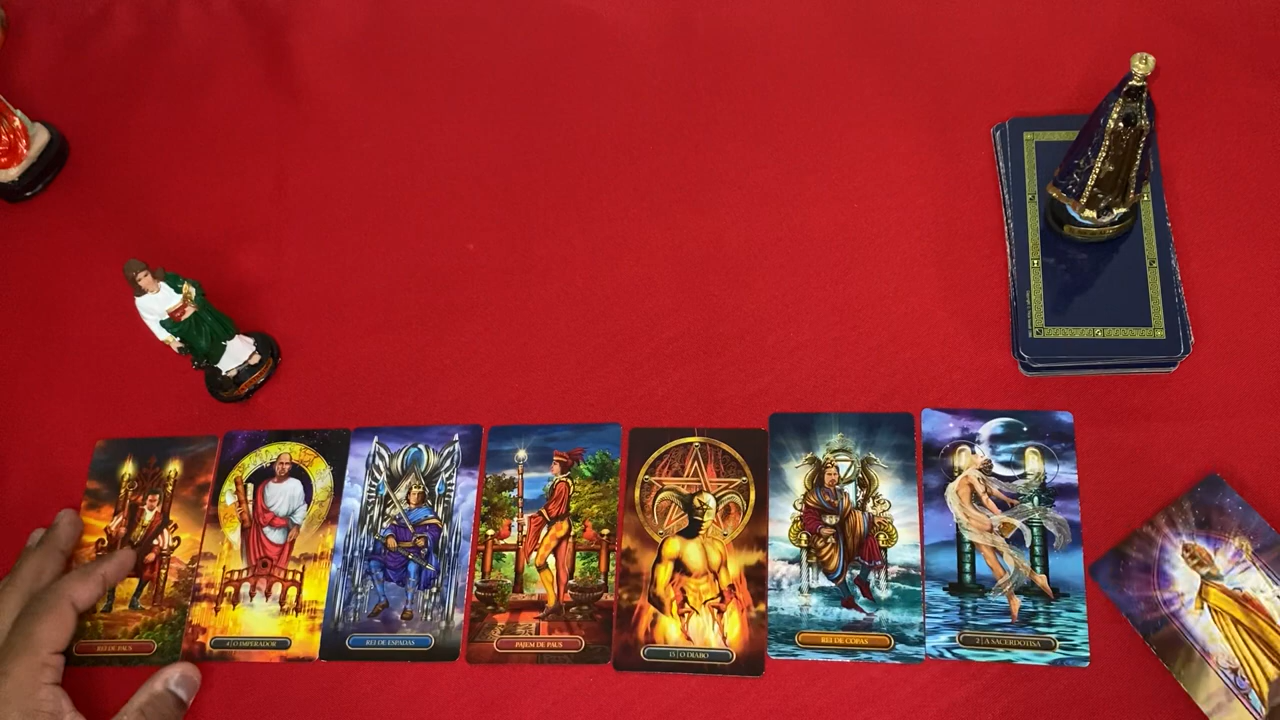 REI DE PAUS
4 | O IMPERADOR
REI DE ESPADAS
PAJEM DE PAUS
15 | O DIABO
REI DE COPAS
2 | A SACERDOTISA